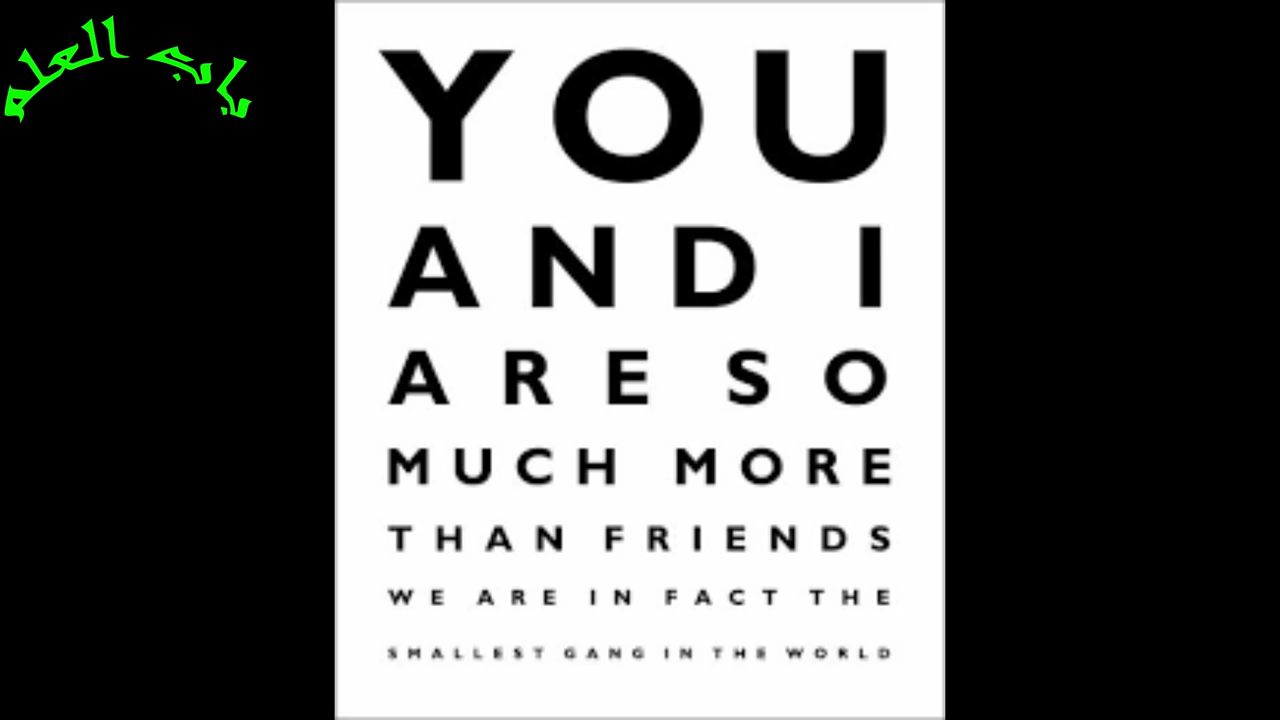 باب العلم
YOU
AND I
ARE SO
MUCH MORE
THAN FRIENDS
WE ARE IN FACT THE
SMALLEST GANG IN THE WORLD